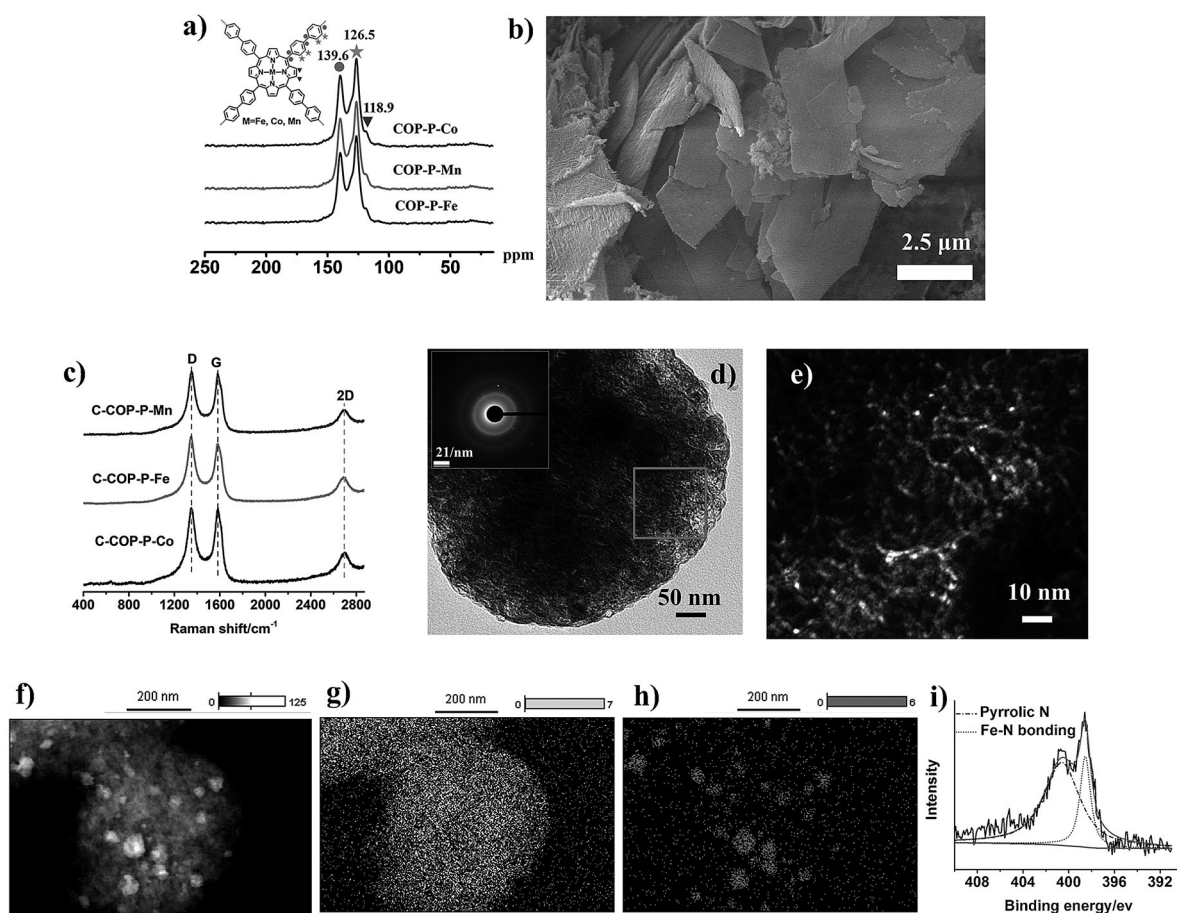 a)
139.6
126.5
118.9
M
N
N
N
N
M=Fe, Co, Mn
COP-P-Co
COP-P-Mn
COP-P-Fe
250 200 150 100 50 ppm
b)
2.5 µm
c)
D G 2D
C-COP-P-Mn
C-COP-P-Fe
C-COP-P-Co
400 1200 1600 2000 2400 2800
Raman shift/cm-1
d)
21/nm
50 nm
e)
10 nm
f)
200 nm
0 125
g)
200 nm
0 7
h)
200 nm
0 6
i)
Pyrrolic N
Fe-N bonding
Intensity
408 404 400 396 392
Binding energy/ev